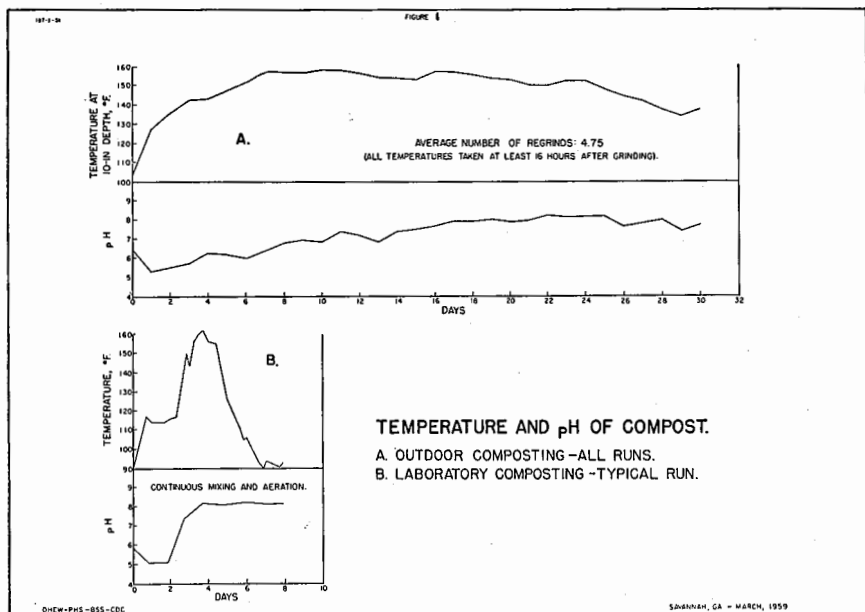 187-2-54
FIGURE 6
160
150
140
130
120
110
100
TEMPERATURE AT
10-IN DEPTH, °F.
A.
AVERAGE NUMBER OF REGRINDS: 4.75
(ALL TEMPERATURES TAKEN AT LEAST 16 HOURS AFTER GRINDING).
9
8
7
6
5
4
pH
0 2 4 6 8 10 12 14 16 18 20 22 24 26 28 30 32
DAYS
160
150
140
130
120
110
100
90
TEMPERATURE, °F.
B.
CONTINUOUS MIXING AND AERATION.
9
8
7
6
5
4
pH
0 2 4 6 8 10
DAYS
TEMPERATURE AND pH OF COMPOST.
A. OUTDOOR COMPOSTING-ALL RUNS.
B. LABORATORY COMPOSTING-TYPICAL RUN.
DHEW-PHS-BSS-CDC
SAVANNAH, GA - MARCH, 1959